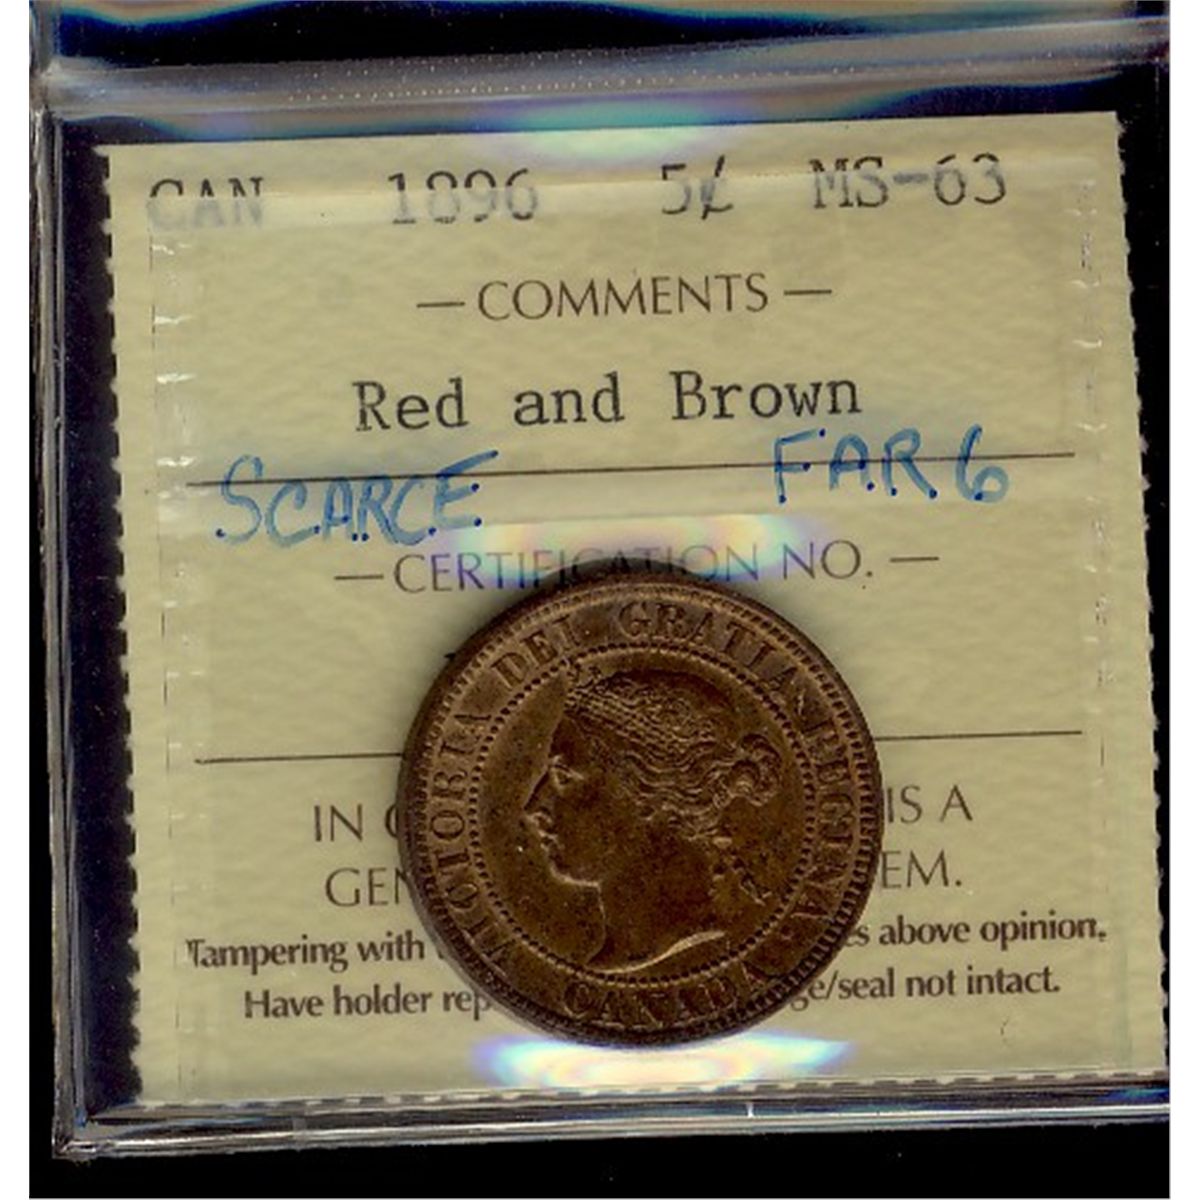 CAN 1896 5¢ MS-63
— COMMENTS —
Red and Brown
SCARCE FAR 6
— CERTIFICATION NO. —
VICTORIA DEI GRATIA REGINA.
CANADA
IN IS A
GEN EM.
Tampering with above opinion.
Have holder rep ge/seal not intact.